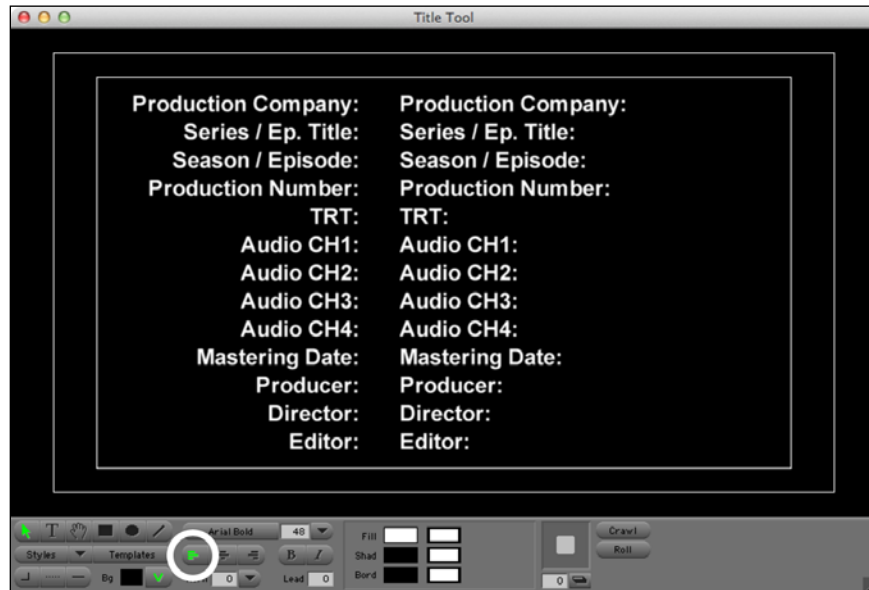 Title Tool
Production Company: Production Company:
Series / Ep. Title: Series / Ep. Title:
Season / Episode: Season / Episode:
Production Number: Production Number:
TRT: TRT:
Audio CH1: Audio CH1:
Audio CH2: Audio CH2:
Audio CH3: Audio CH3:
Audio CH4: Audio CH4:
Mastering Date: Mastering Date:
Producer: Producer:
Director: Director:
Editor: Editor:
T Arial Bold 48 Fill Crawl
Styles Templates B I Shad Roll
Bg 0 Lead 0 Bord 0